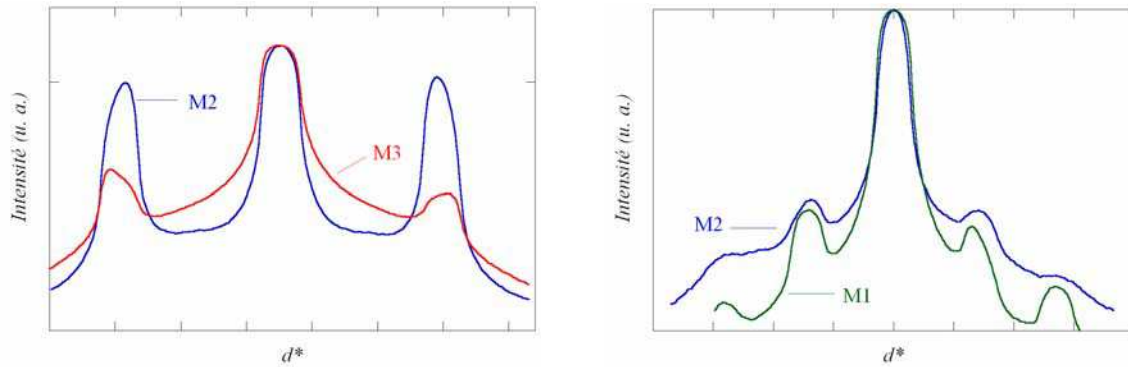 Intensité (u. a.)
M2
M3
d*
Intensité (u. a.)
M2
M1
d*